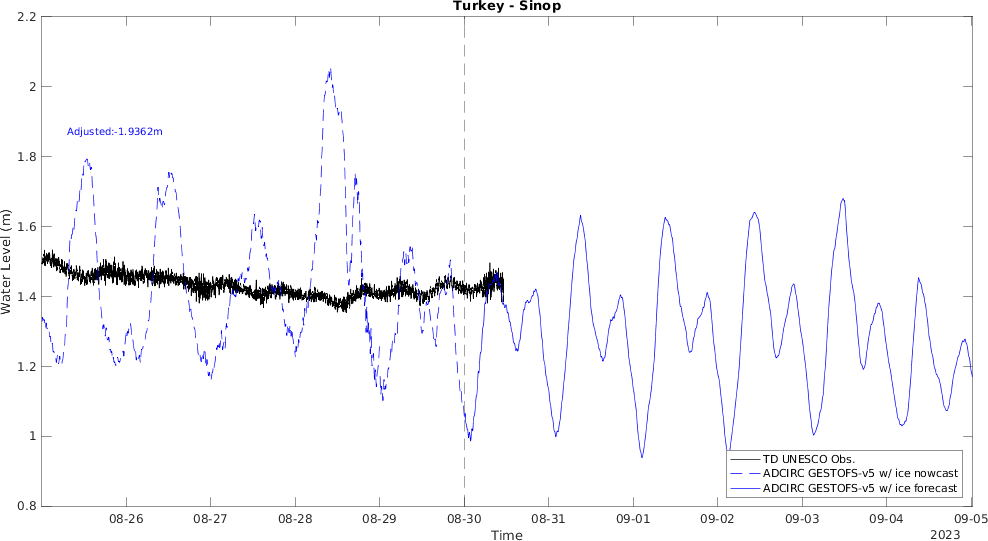 Turkey - Sinop
2.2
2
1.8
1.6
1.4
1.2
1
0.8
Water Level (m)
Adjusted:-1.9362m
TD UNESCO Obs.
ADCIRC GESTOFS-v5 w/ ice nowcast
ADCIRC GESTOFS-v5 w/ ice forecast
08-26 08-27 08-28 08-29 08-30 08-31 09-01 09-02 09-03 09-04 09-05
Time
2023